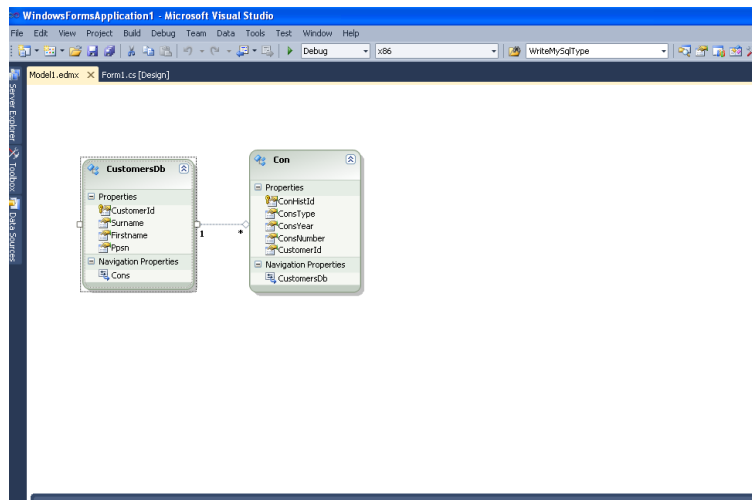 WindowsFormsApplication1 - Microsoft Visual Studio
File Edit View Project Build Debug Team Data Tools Test Window Help
Debug x86 WriteMySqlType
Model1.edmx Form1.cs [Design]
Server Explorer
Toolbox
Data Sources
CustomersDb
Properties
CustomerId
Surname
Firstname
Ppsn
Navigation Properties
Cons
1 *
Con
Properties
ConHistId
ConsType
ConsYear
ConsNumber
CustomerId
Navigation Properties
CustomersDb